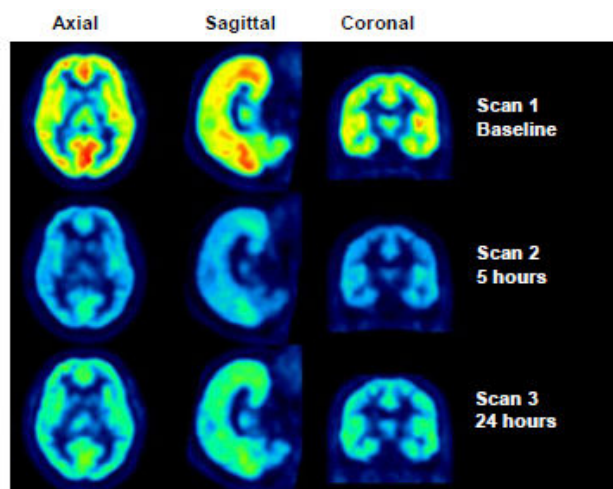 Axial Sagittal Coronal
Scan 1
Baseline
Scan 2
5 hours
Scan 3
24 hours